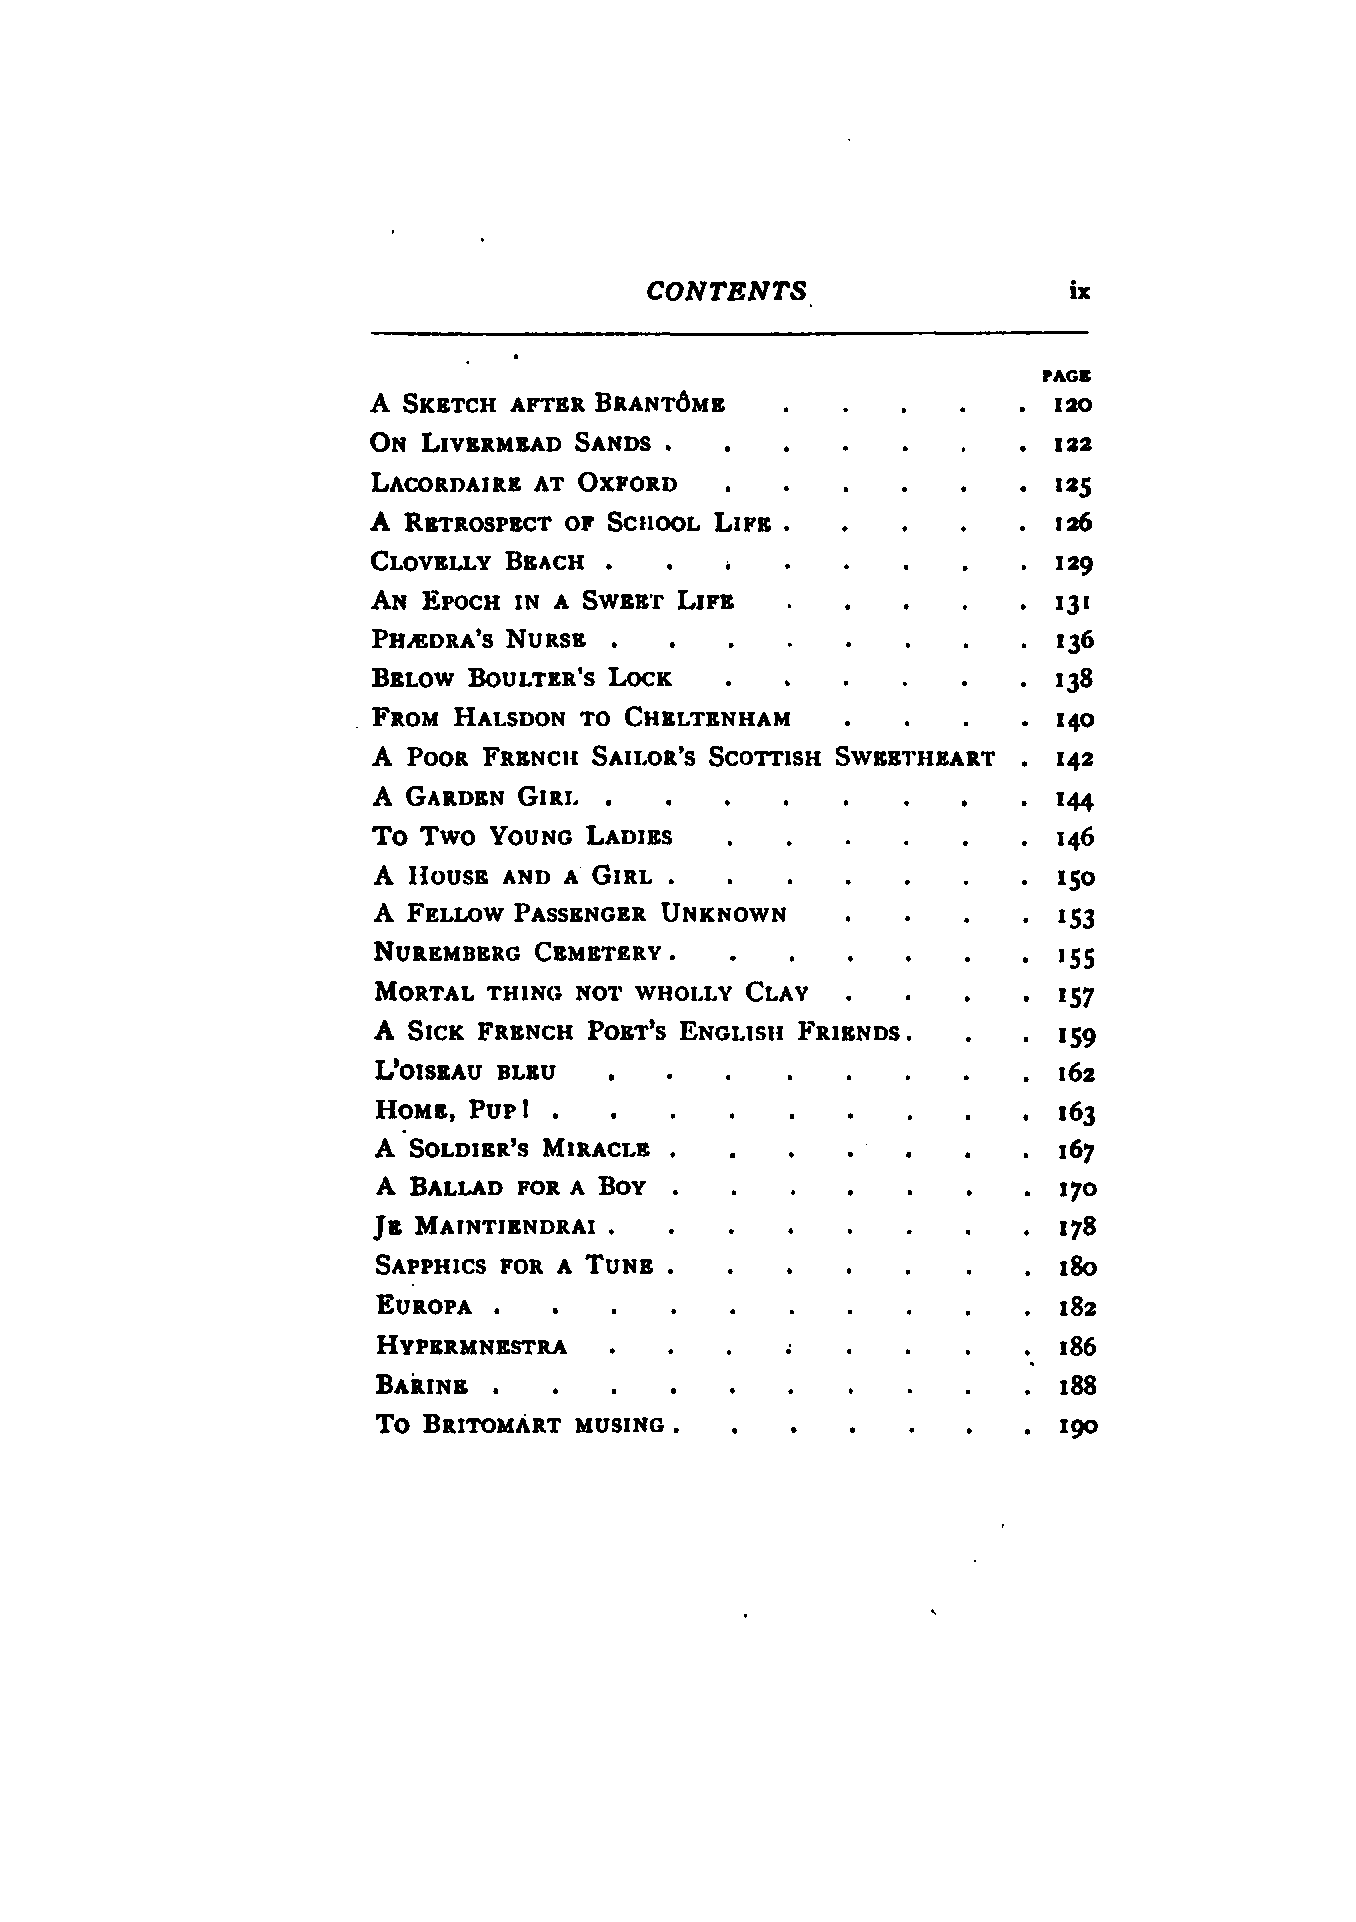 CONTENTS ix
PAGE
A SKETCH AFTER BRANTÔME . . . . . 120
ON LIVERMEAD SANDS . . . . . . . 122
LACORDAIRE AT OXFORD . . . . . . 125
A RETROSPECT OF SCHOOL LIFE . . . . . 126
CLOVELLY BEACH . . . . . . . . 129
AN EPOCH IN A SWEET LIFE . . . . . 131
PHÆDRA'S NURSE . . . . . . . . 136
BELOW BOULTER'S LOCK . . . . . . 138
FROM HALSDON TO CHELTENHAM . . . . 140
A POOR FRENCH SAILOR'S SCOTTISH SWEETHEART . 142
A GARDEN GIRL . . . . . . . . 144
TO TWO YOUNG LADIES . . . . . . 146
A HOUSE AND A GIRL . . . . . . . 150
A FELLOW PASSENGER UNKNOWN . . . . 153
NUREMBERG CEMETERY . . . . . . . 155
MORTAL THING NOT WHOLLY CLAY . . . . 157
A SICK FRENCH POET'S ENGLISH FRIENDS . . . 159
L'OISEAU BLEU . . . . . . . . 162
HOME, PUP! . . . . . . . . . 163
A SOLDIER'S MIRACLE . . . . . . . 167
A BALLAD FOR A BOY . . . . . . . 170
JE MAINTIENDRAI . . . . . . . . 178
SAPPHICS FOR A TUNE . . . . . . . 180
EUROPA . . . . . . . . . . 182
HYPERMNESTRA . . . . . . . . 186
BARINE . . . . . . . . . . 188
TO BRITOMART MUSING . . . . . . . 190